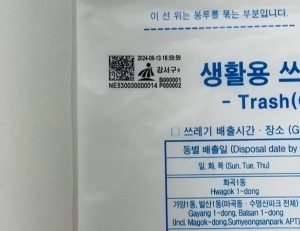 이 선 위는 봉투를 묶는 부분입니다.
2024-06-13 16:59:59
강서구
B000001
NE530000000014 P000002
생활용 쓰
- Trash(
□ 쓰레기 배출시간 · 장소 (G
동별 배출일 (Disposal date by
일, 화, 목 (Sun, Tue, Thu)
화곡1동
Hwagok 1-dong
가양1동, 발산1동(마곡동 · 수명산파크 전체)
Gayang 1-dong, Balsan 1-dong
(Incl. Magok-dong,Sumyeongsan Park APT)